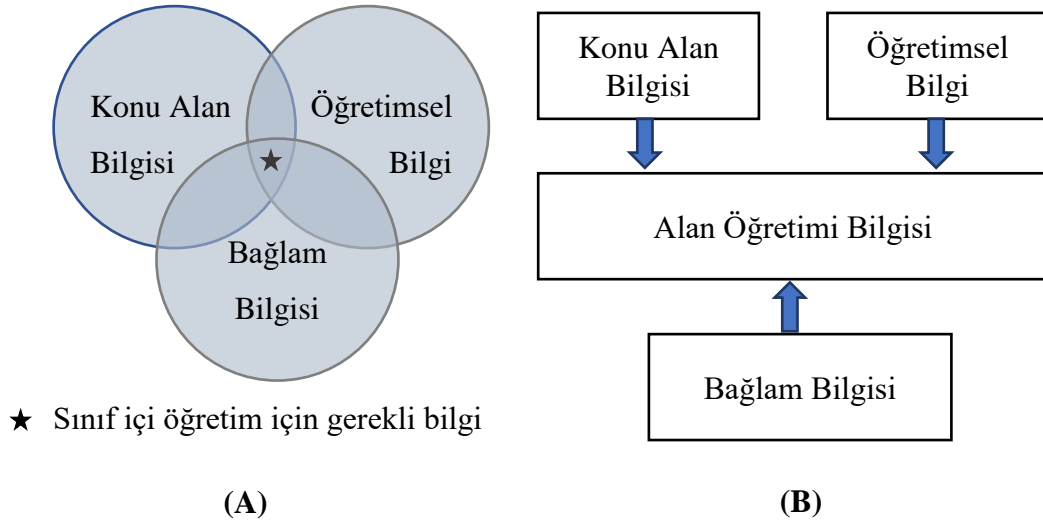 Konu Alan
Bilgisi
Öğretimsel
Bilgi
Bağlam
Bilgisi
★ Sınıf içi öğretim için gerekli bilgi
(A)
Konu Alan
Bilgisi
Öğretimsel
Bilgi
Alan Öğretimi Bilgisi
Bağlam Bilgisi
(B)